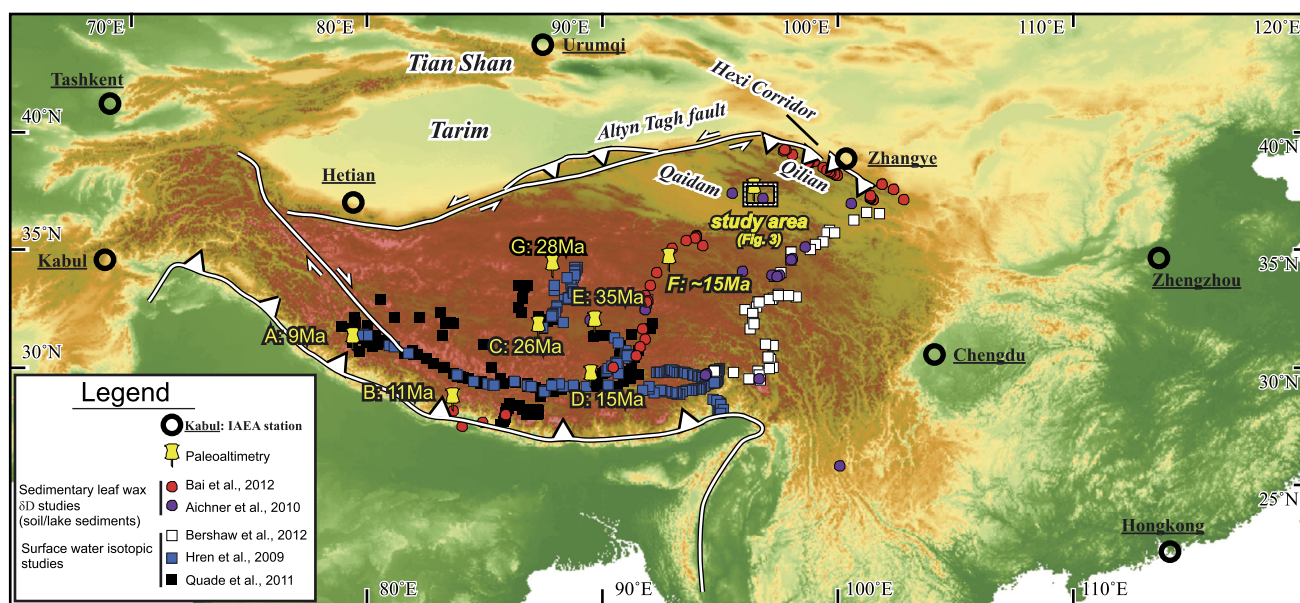 70°E
80°E
90°E
100°E
120°E
Urumqi
Tian Shan
Tashkent
Hexi Corridor
40°N
40°N
Tarim
Altyn Tagh fault
Zhangye
Hetian
Qaidam
Qilian
study area
(Fig. 3)
35°N
35°N
Kabul
G: 28Ma
Zhengzhou
E: 35Ma
F: ~15Ma
A: 9Ma
C: 26Ma
Chengdu
30°N
30°N
B: 11Ma
D: 15Ma
25°N
Hongkong
80°E
90°E
100°E
110°E
Legend
Kabul: IAEA station
Paleoaltimetry
Sedimentary leaf wax
δD studies
(soil/lake sediments)
Bai et al., 2012
Aichner et al., 2010
Surface water isotopic
studies
Bershaw et al., 2012
Hren et al., 2009
Quade et al., 2011